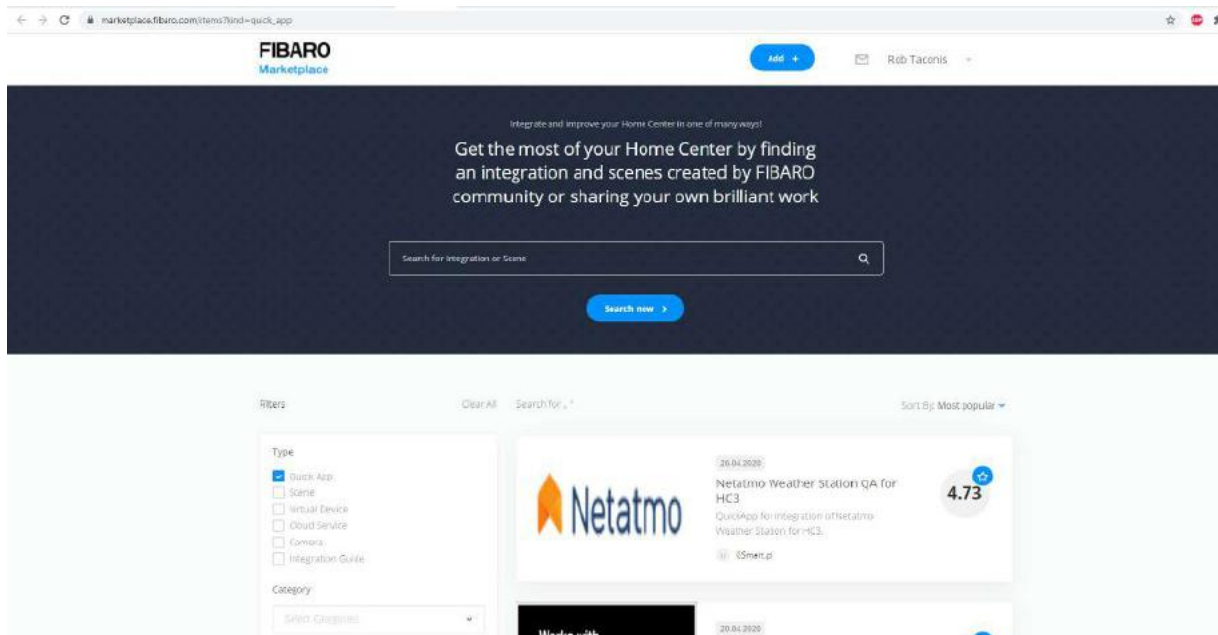 marketplace.fibaro.com/items?kind=quick_app
FIBARO
Marketplace
Add +
Rob Taconis
Integrate and improve your Home Center in one of many ways!
Get the most of your Home Center by finding
an integration and scenes created by FIBARO
community or sharing your own brilliant work
Search for Integration or Scene
Search now >
Filters
Clear All
Search for
Sort By: Most popular
Type
Quick App
Scene
Virtual Device
Cloud Service
Camera
Integration Guide
Category
Select Categories
Netatmo
20.04.2020
Netatmo Weather Station QA for
HC3
QuickApp for integration of Netatmo
Weather Station for HC3.
4.73
Works with
20.04.2020